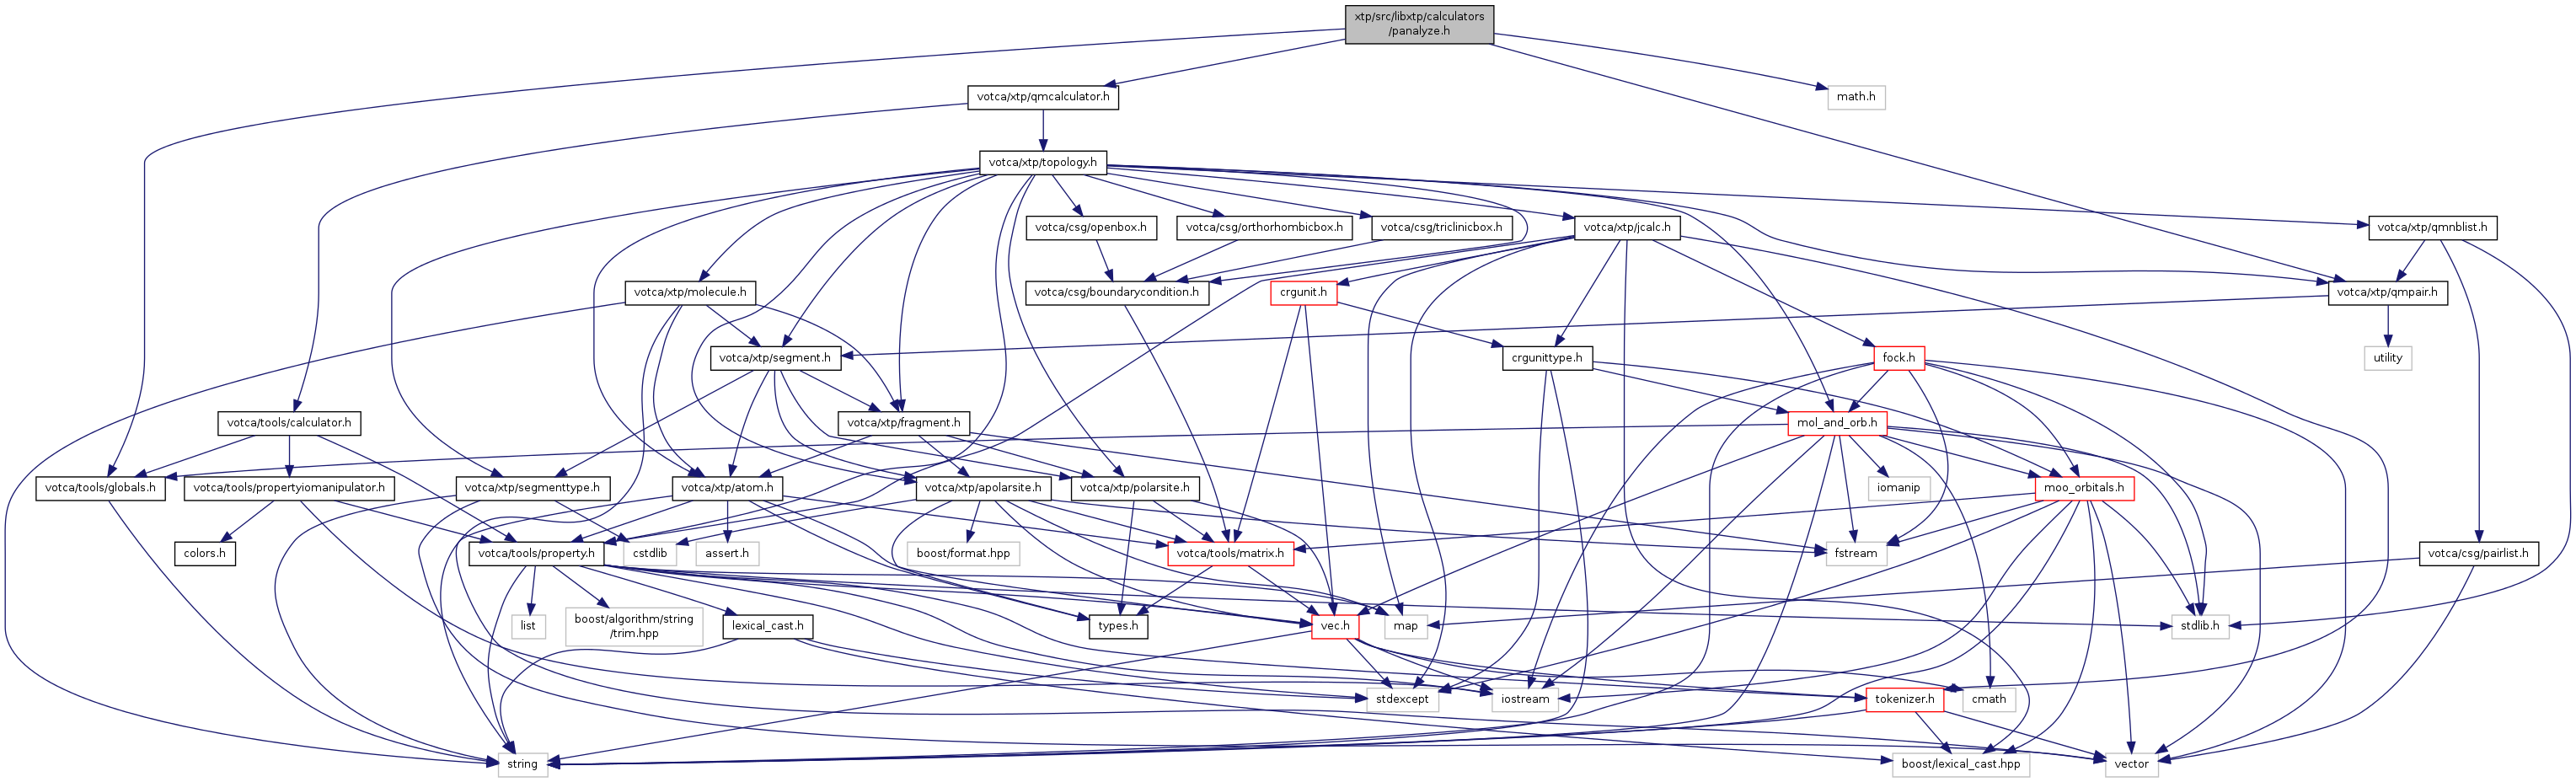 xtp/src/libxtp/calculators
/panalyze.h
votca/xtp/qmcalculator.h
math.h
votca/xtp/topology.h
votca/csg/openbox.h
votca/csg/orthorhombicbox.h
votca/csg/triclinicbox.h
votca/xtp/jcalc.h
votca/xtp/qmnblist.h
votca/xtp/molecule.h
votca/csg/boundarycondition.h
crgunit.h
votca/xtp/qmpair.h
votca/xtp/segment.h
crgunittype.h
fock.h
utility
votca/tools/calculator.h
votca/xtp/fragment.h
mol_and_orb.h
votca/tools/globals.h
votca/tools/propertyiomanipulator.h
votca/xtp/segmenttype.h
votca/xtp/atom.h
votca/xtp/apolarsite.h
votca/xtp/polarsite.h
iomanip
moo_orbitals.h
colors.h
votca/tools/property.h
cstdlib
assert.h
boost/format.hpp
votca/tools/matrix.h
fstream
votca/csg/pairlist.h
list
boost/algorithm/string
/trim.hpp
lexical_cast.h
types.h
vec.h
map
stdlib.h
stdexcept
iostream
tokenizer.h
cmath
string
boost/lexical_cast.hpp
vector